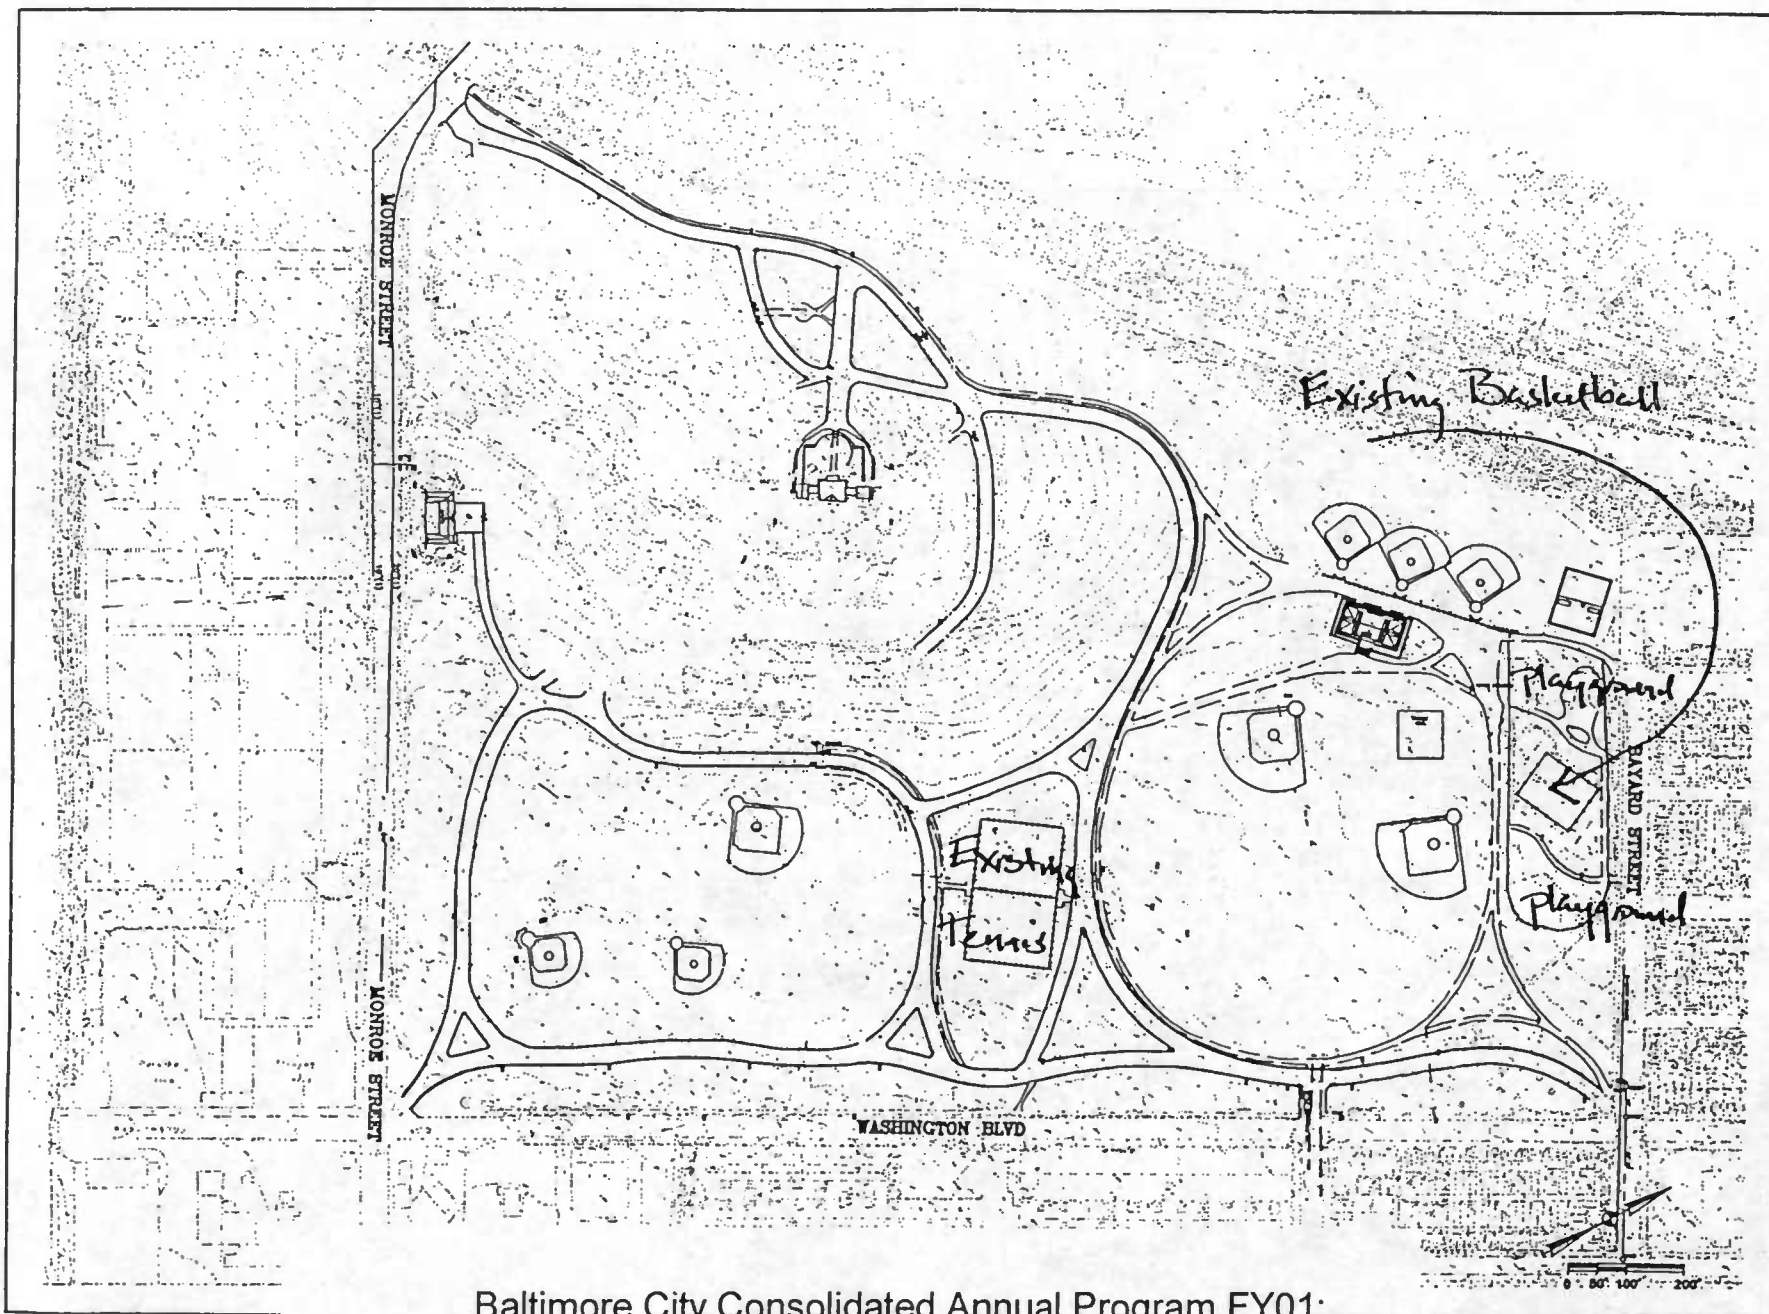 MONROE STREET
Existing Basketball
playground
BAYARD STREET
Existing
Tennis
playground
MONROE STREET
WASHINGTON BLVD
0 50' 100' 200'
Baltimore City Consolidated Annual Program FY01: